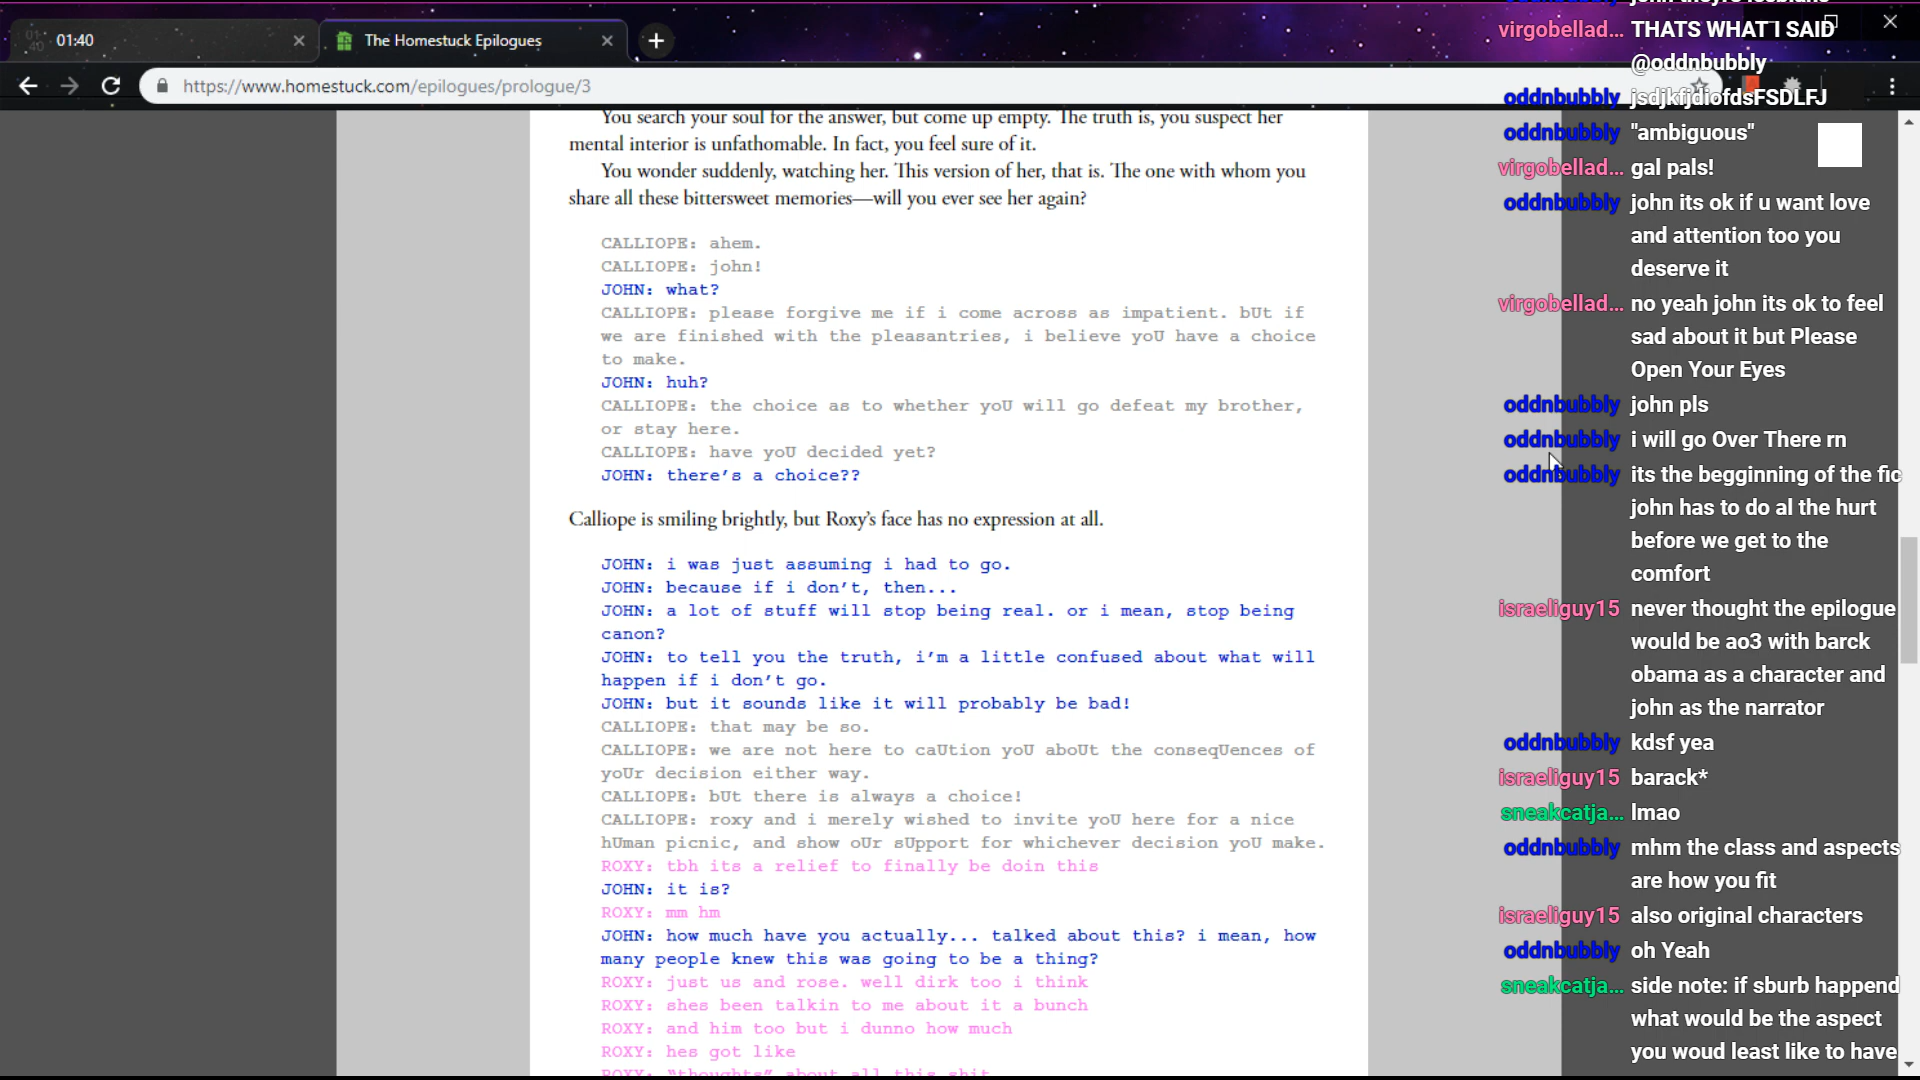 01:40
The Homestuck Epilogues
https://www.homestuck.com/epilogues/prologue/3
You search your soul for the answer, but come up empty. The truth is, you suspect her
mental interior is unfathomable. In fact, you feel sure of it.
You wonder suddenly, watching her. This version of her, that is. The one with whom you
share all these bittersweet memories—will you ever see her again?
CALLIOPE: ahem.
CALLIOPE: john!
JOHN: what?
CALLIOPE: please forgive me if i come across as impatient. bUt if
we are finished with the pleasantries, i believe yoU have a choice
to make.
JOHN: huh?
CALLIOPE: the choice as to whether yoU will go defeat my brother,
or stay here.
CALLIOPE: have yoU decided yet?
JOHN: there's a choice??
Calliope is smiling brightly, but Roxy's face has no expression at all.
JOHN: i was just assuming i had to go.
JOHN: because if i don't, then...
JOHN: a lot of stuff will stop being real. or i mean, stop being
canon?
JOHN: to tell you the truth, i'm a little confused about what will
happen if i don't go.
JOHN: but it sounds like it will probably be bad!
CALLIOPE: that may be so.
CALLIOPE: we are not here to caUtion yoU aboUt the conseqUences of
yoUr decision either way.
CALLIOPE: bUt there is always a choice!
CALLIOPE: roxy and i merely wished to invite yoU here for a nice
hUman picnic, and show oUr sUpport for whichever decision yoU make.
ROXY: tbh its a relief to finally be doin this
JOHN: it is?
ROXY: mm hm
JOHN: how much have you actually... talked about this? i mean, how
many people knew this was going to be a thing?
ROXY: just us and rose. well dirk too i think
ROXY: shes been talkin to me about it a bunch
ROXY: and him too but i dunno how much
ROXY: hes got like
ROXY: "thoughts" about all this shit
virgobellad... THATS WHAT I SAID
@oddnbubbly
oddnbubbly jsdjkfjdiofdsFSDLFJ
oddnbubbly "ambiguous"
virgobellad... gal pals!
oddnbubbly john its ok if u want love
and attention too you
deserve it
virgobellad... no yeah john its ok to feel
sad about it but Please
Open Your Eyes
oddnbubbly john pls
oddnbubbly i will go Over There rn
oddnbubbly its the begginning of the fic
john has to do al the hurt
before we get to the
comfort
israeliguy15 never thought the epilogue
would be ao3 with barck
obama as a character and
john as the narrator
oddnbubbly kdsf yea
israeliguy15 barack*
sneakcatja... lmao
oddnbubbly mhm the class and aspects
are how you fit
israeliguy15 also original characters
oddnbubbly oh Yeah
sneakcatja... side note: if sburb happend
what would be the aspect
you woud least like to have